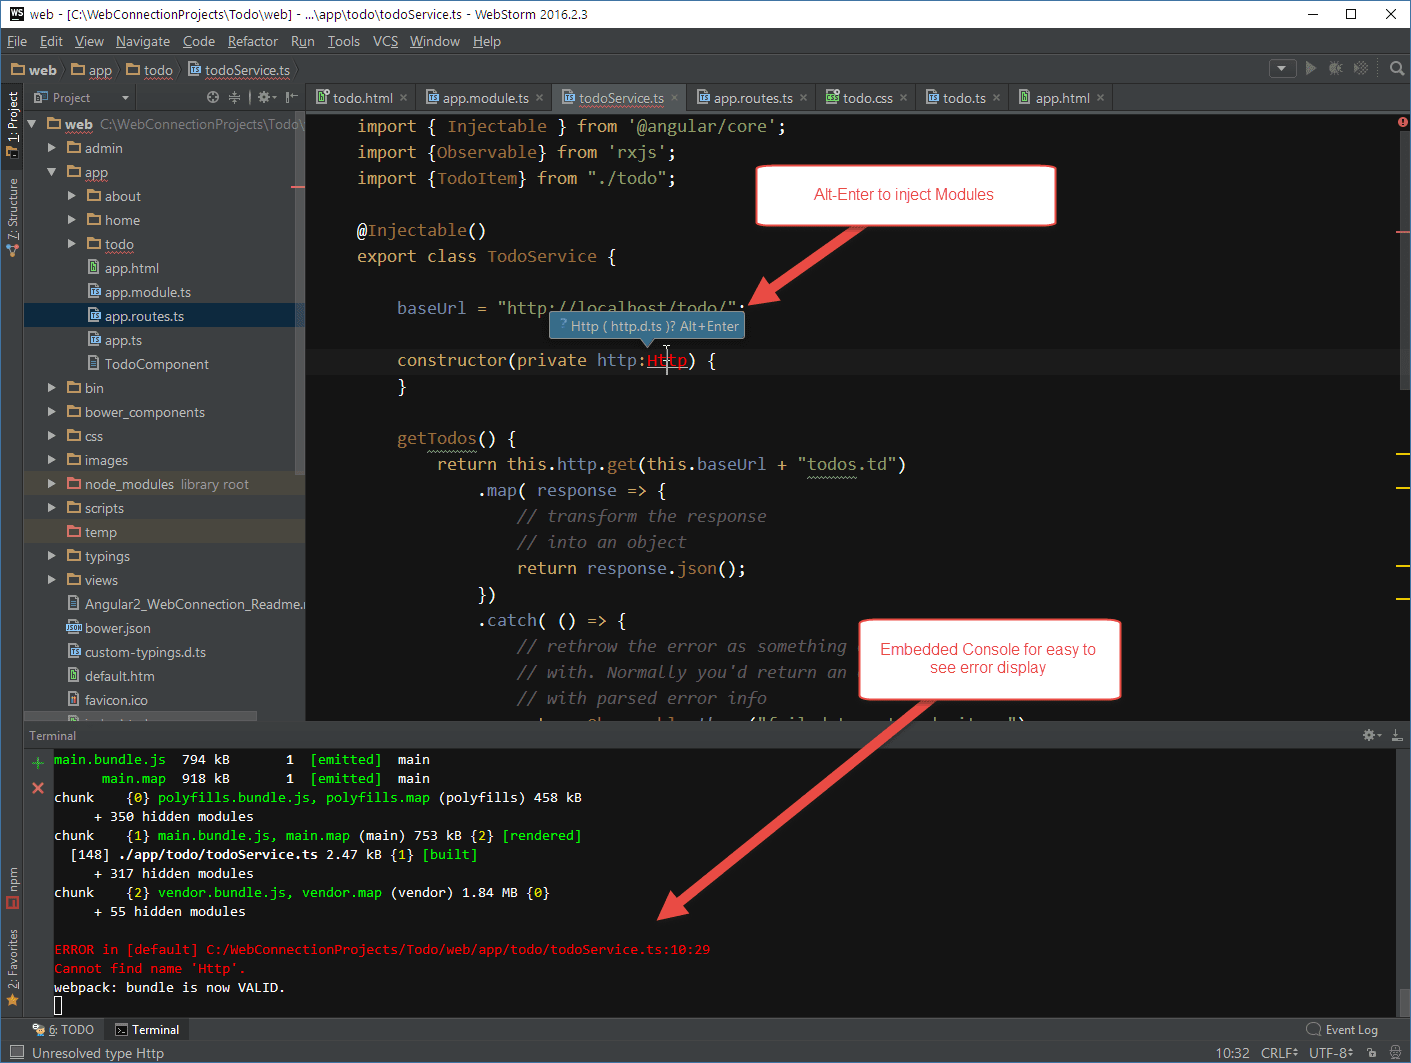 web - [C:\WebConnectionProjects\Todo\web] - ...\app\todo\todoService.ts - WebStorm 2016.2.3
File Edit View Navigate Code Refactor Run Tools VCS Window Help
web app todo todoService.ts
Project
todo.html app.module.ts todoService.ts app.routes.ts todo.css todo.ts app.html
1: Project
7: Structure
npm
2: Favorites
web C:\WebConnectionProjects\Todo\
admin
app
about
home
todo
app.html
app.module.ts
app.routes.ts
app.ts
TodoComponent
bin
bower_components
css
images
node_modules library root
scripts
temp
typings
views
Angular2_WebConnection_Readme.
bower.json
custom-typings.d.ts
default.htm
favicon.ico
import { Injectable } from '@angular/core';
import {Observable} from 'rxjs';
import {TodoItem} from "./todo";
@Injectable()
export class TodoService {
baseUrl = "http://localhost/todo/";
? Http ( http.d.ts )? Alt+Enter
constructor(private http:Http) {
}
getTodos() {
return this.http.get(this.baseUrl + "todos.td")
.map( response => {
// transform the response
// into an object
return response.json();
})
.catch( () => {
// rethrow the error as something
// with. Normally you'd return an
// with parsed error info
Alt-Enter to inject Modules
Embedded Console for easy to
see error display
Terminal
main.bundle.js 794 kB 1 [emitted] main
main.map 918 kB 1 [emitted] main
chunk {0} polyfills.bundle.js, polyfills.map (polyfills) 458 kB
+ 350 hidden modules
chunk {1} main.bundle.js, main.map (main) 753 kB {2} [rendered]
[148] ./app/todo/todoService.ts 2.47 kB {1} [built]
+ 317 hidden modules
chunk {2} vendor.bundle.js, vendor.map (vendor) 1.84 MB {0}
+ 55 hidden modules
ERROR in [default] C:/WebConnectionProjects/Todo/web/app/todo/todoService.ts:10:29
Cannot find name 'Http'.
webpack: bundle is now VALID.
6: TODO Terminal Event Log
Unresolved type Http 10:32 CRLF UTF-8